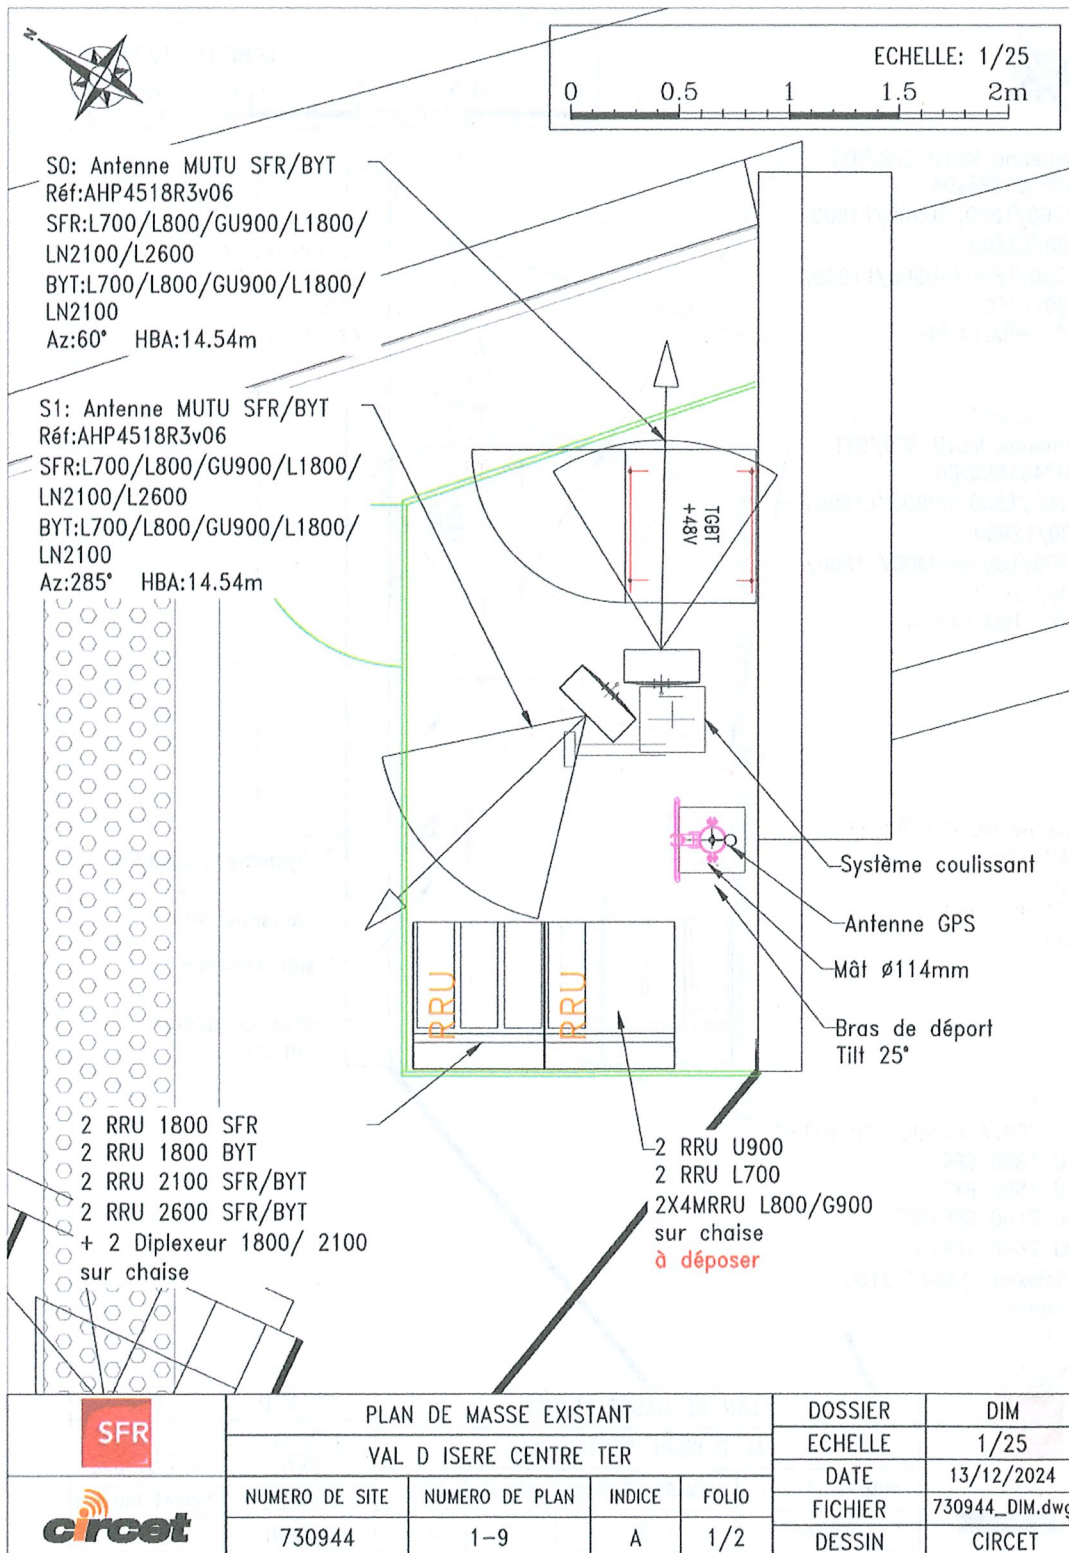 N
ECHELLE: 1/25
0 0.5 1 1.5 2m
S0: Antenne MUTU SFR/BYT
Réf:AHP4518R3v06
SFR:L700/L800/GU900/L1800/
LN2100/L2600
BYT:L700/L800/GU900/L1800/
LN2100
Az:60° HBA:14.54m
S1: Antenne MUTU SFR/BYT
Réf:AHP4518R3v06
SFR:L700/L800/GU900/L1800/
LN2100/L2600
BYT:L700/L800/GU900/L1800/
LN2100
Az:285° HBA:14.54m
TGBT
+48V
Système coulissant
Antenne GPS
Mât ø114mm
Bras de déport
Tilt 25°
RRU
RRU
2 RRU 1800 SFR
2 RRU 1800 BYT
2 RRU 2100 SFR/BYT
2 RRU 2600 SFR/BYT
+ 2 Diplexeur 1800/ 2100
sur chaise
2 RRU U900
2 RRU L700
2X4MRRU L800/G900
sur chaise
à déposer
SFR
circet
PLAN DE MASSE EXISTANT
VAL D ISERE CENTRE TER
NUMERO DE SITE NUMERO DE PLAN INDICE FOLIO
730944 1-9 A 1/2
DOSSIER DIM
ECHELLE 1/25
DATE 13/12/2024
FICHIER 730944_DIM.dwg
DESSIN CIRCET